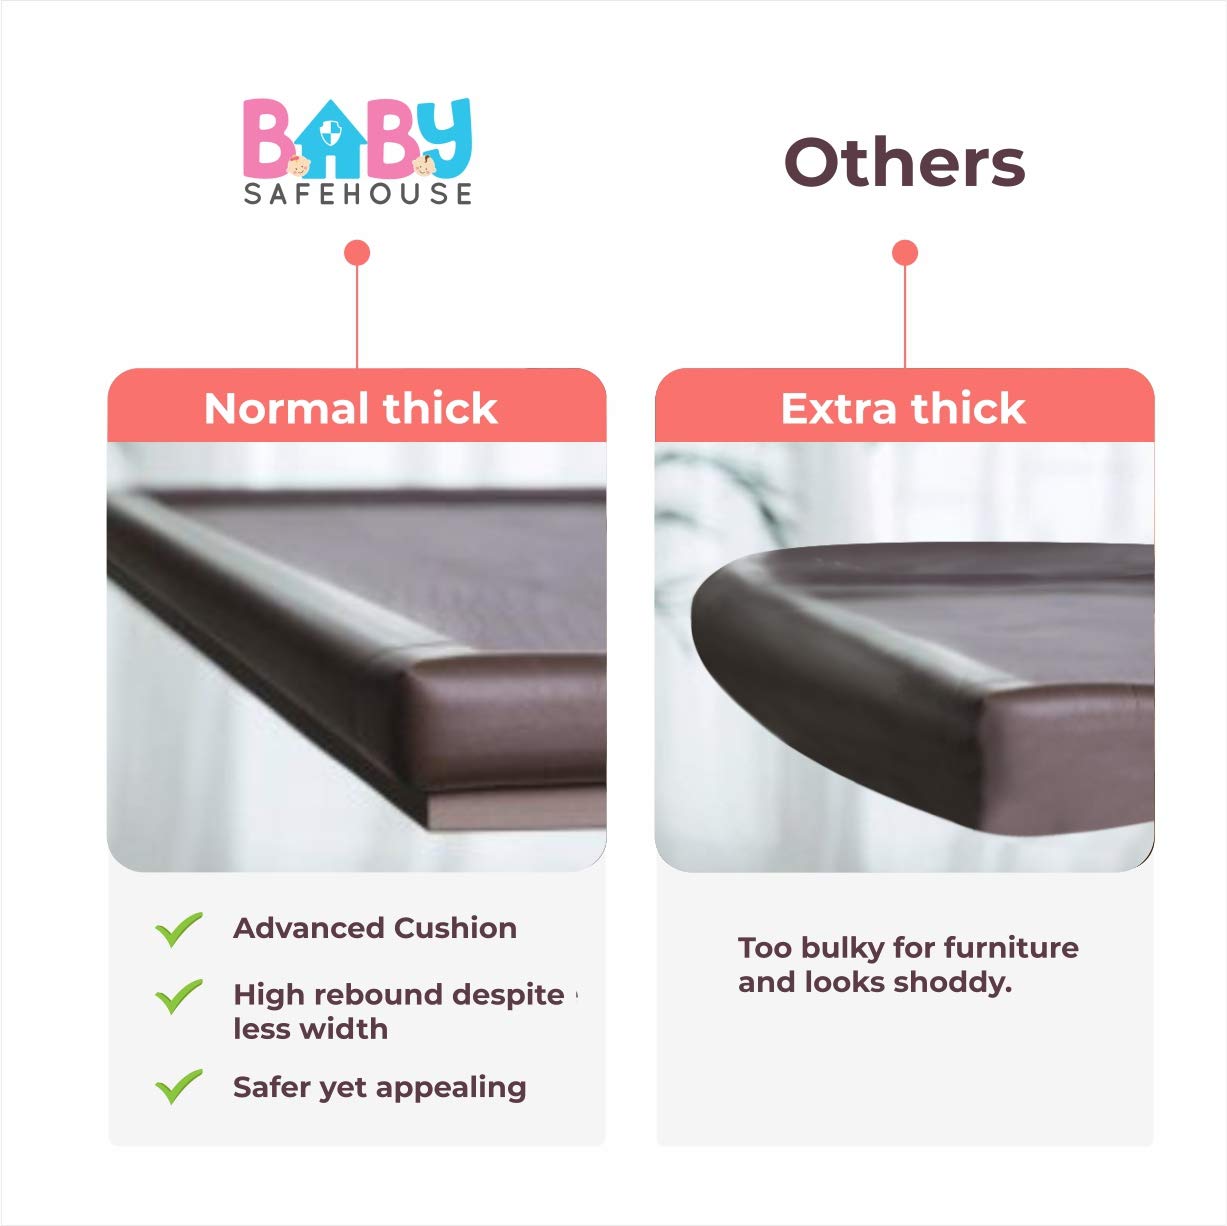 BABY
SAFEHOUSE
Others
Normal thick
Extra thick
Advanced Cushion
High rebound despite
less width
Safer yet appealing
Too bulky for furniture
and looks shoddy.